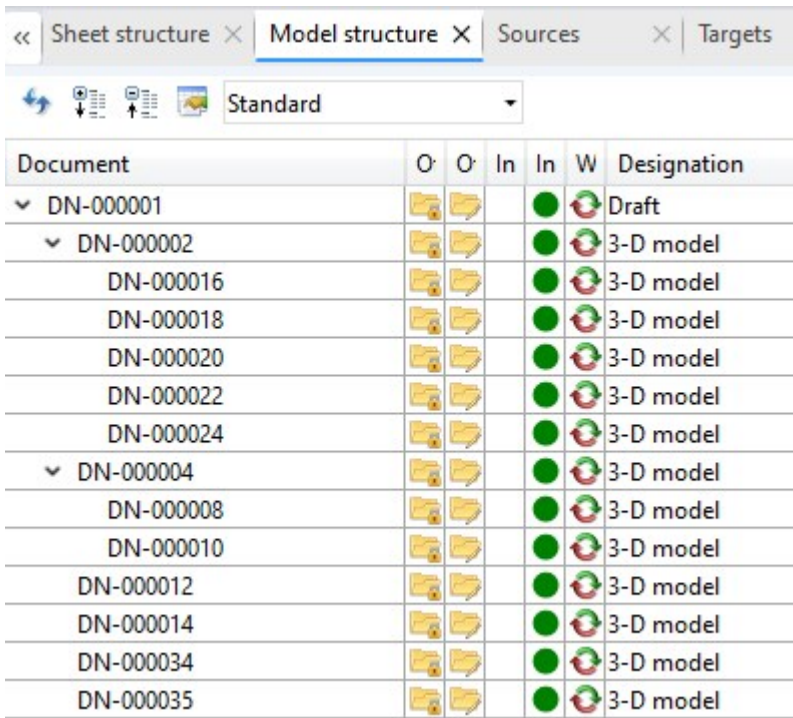 Sheet structure Model structure Sources Targets
Standard
Document O O In In W Designation
DN-000001 Draft
DN-000002 3-D model
DN-000016 3-D model
DN-000018 3-D model
DN-000020 3-D model
DN-000022 3-D model
DN-000024 3-D model
DN-000004 3-D model
DN-000008 3-D model
DN-000010 3-D model
DN-000012 3-D model
DN-000014 3-D model
DN-000034 3-D model
DN-000035 3-D model